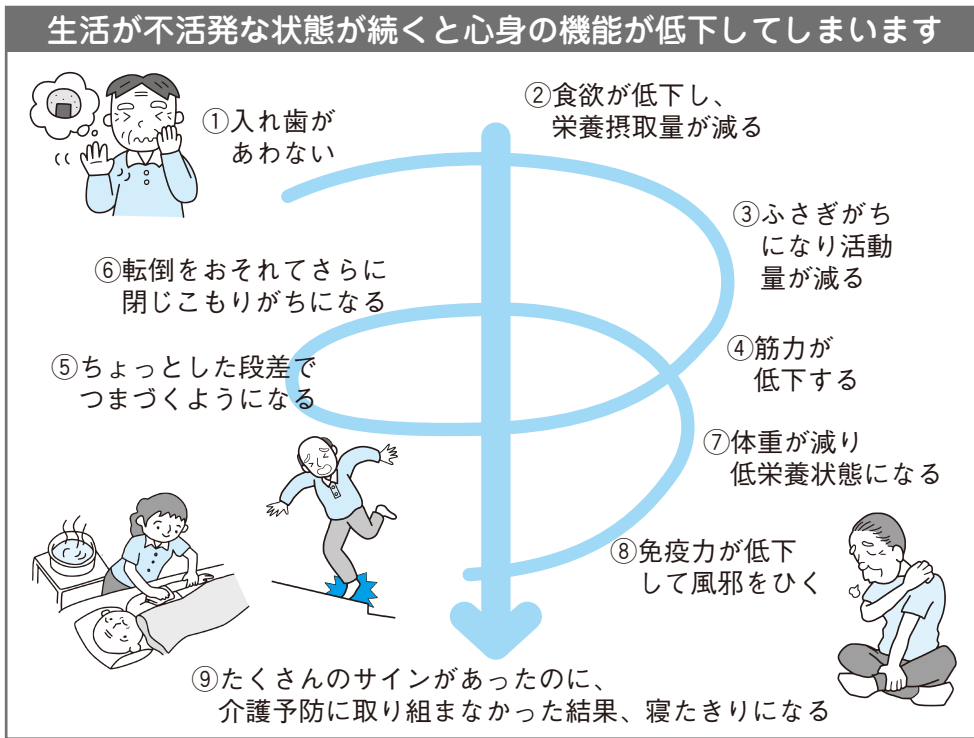 生活が不活発な状態が続くと心身の機能が低下してしまいます
①入れ歯が
あわない
②食欲が低下し、
栄養摂取量が減る
③ふさぎがち
になり活動
量が減る
④筋力が
低下する
⑤ちょっとした段差で
つまづくようになる
⑥転倒をおそれてさらに
閉じこもりがちになる
⑦体重が減り
低栄養状態になる
⑧免疫力が低下
して風邪をひく
⑨たくさんのサインがあったのに、
介護予防に取り組まなかった結果、寝たきりになる